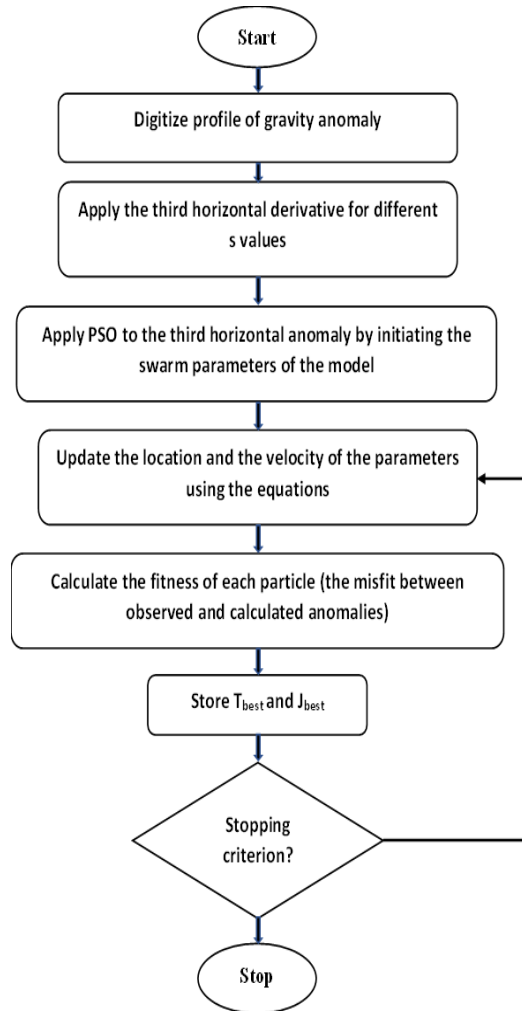 Start
Digitize profile of gravity anomaly
Apply the third horizontal derivative for different
s values
Apply PSO to the third horizontal anomaly by initiating the
swarm parameters of the model
Update the location and the velocity of the parameters
using the equations
Calculate the fitness of each particle (the misfit between
observed and calculated anomalies)
Store Tbest and Jbest
Stopping
criterion?
Stop